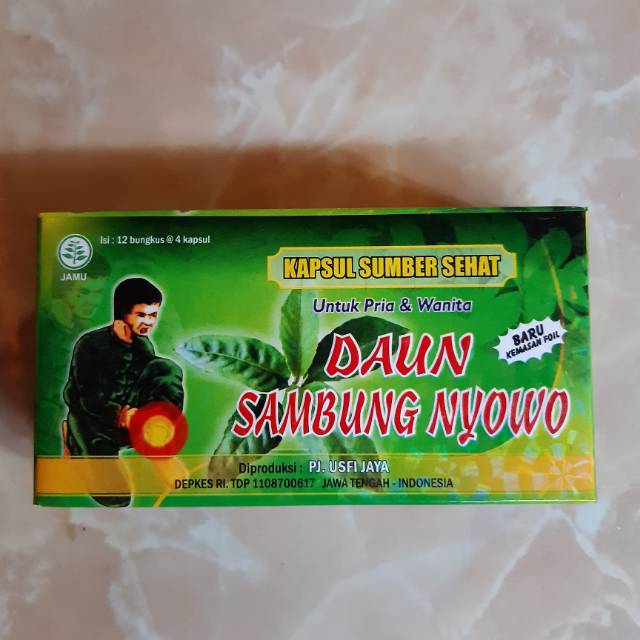 Isi : 12 bungkus @ 4 kapsul
JAMU
KAPSUL SUMBER SEHAT
Untuk Pria & Wanita
BARU
KEMASAN FOIL
DAUN
SAMBUNG NYOWO
Diproduksi : PJ. USFI JAYA
DEPKES RI. TDP 1108700617 JAWA TENGAH - INDONESIA